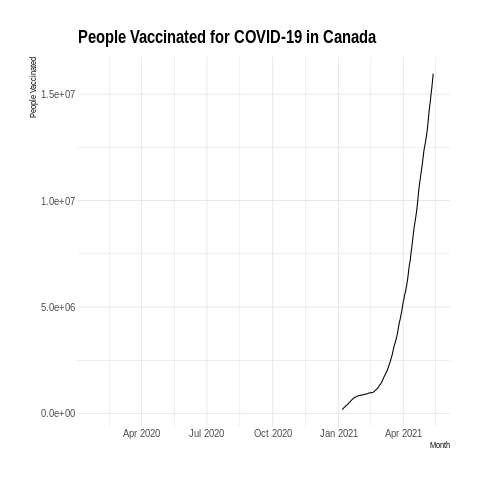 People Vaccinated for COVID-19 in Canada
People Vaccinated
1.5e+07
1.0e+07
5.0e+06
0.0e+00
Apr 2020 Jul 2020 Oct 2020 Jan 2021 Apr 2021
Month